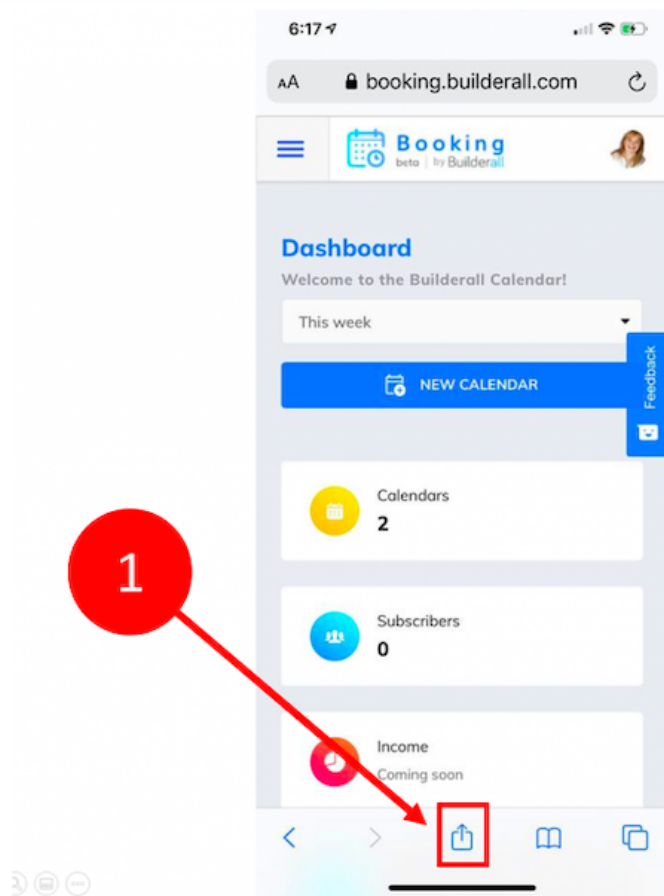 6:17
AA booking.builderall.com
Booking
beta | by Builderall
Dashboard
Welcome to the Builderall Calendar!
This week
Feedback
NEW CALENDAR
Calendars
2
1
Subscribers
0
Income
Coming soon